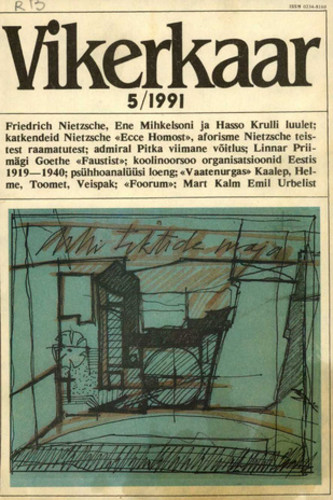 R B
ISSN 0234-8160
Vikerkaar
5/1991
Friedrich Nietzsche, Ene Mihkelsoni ja Hasso Krulli luulet;
katkendeid Nietzsche «Ecce Homost», aforisme Nietzsche teis-
test raamatutest; admiral Pitka viimane võitlus; Linnar Prii-
mägi Goethe «Faustist»; koolinoorsoo organisatsioonid Eestis
1919—1940; psühhoanalüüsi loeng; «Vaatenurgas» Kaalep, Hel-
me, Toomet, Veispak; «Foorum»; Mart Kalm Emil Urbelist
maja